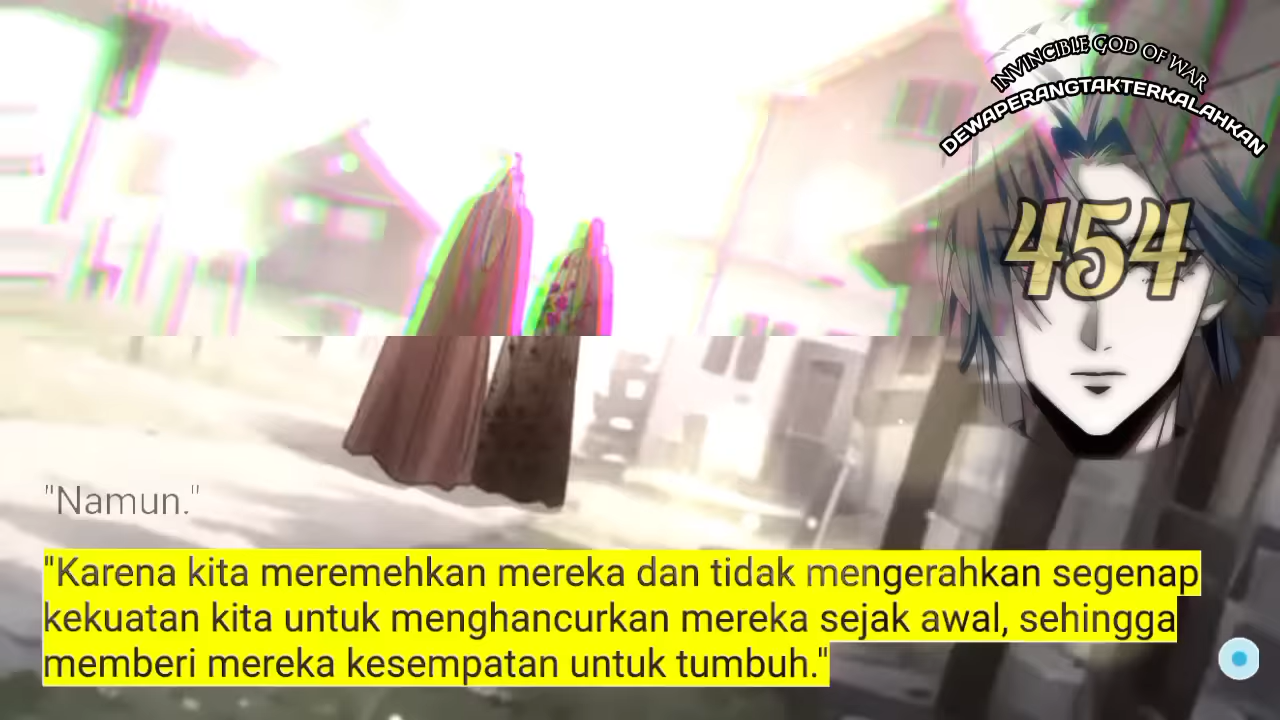 INVINCIBLE GOD OF WAR
DEWAPERANGTAKTERKALAHKAN
454
"Namun."
"Karena kita meremehkan mereka dan tidak mengerahkan segenap
kekuatan kita untuk menghancurkan mereka sejak awal, sehingga
memberi mereka kesempatan untuk tumbuh."